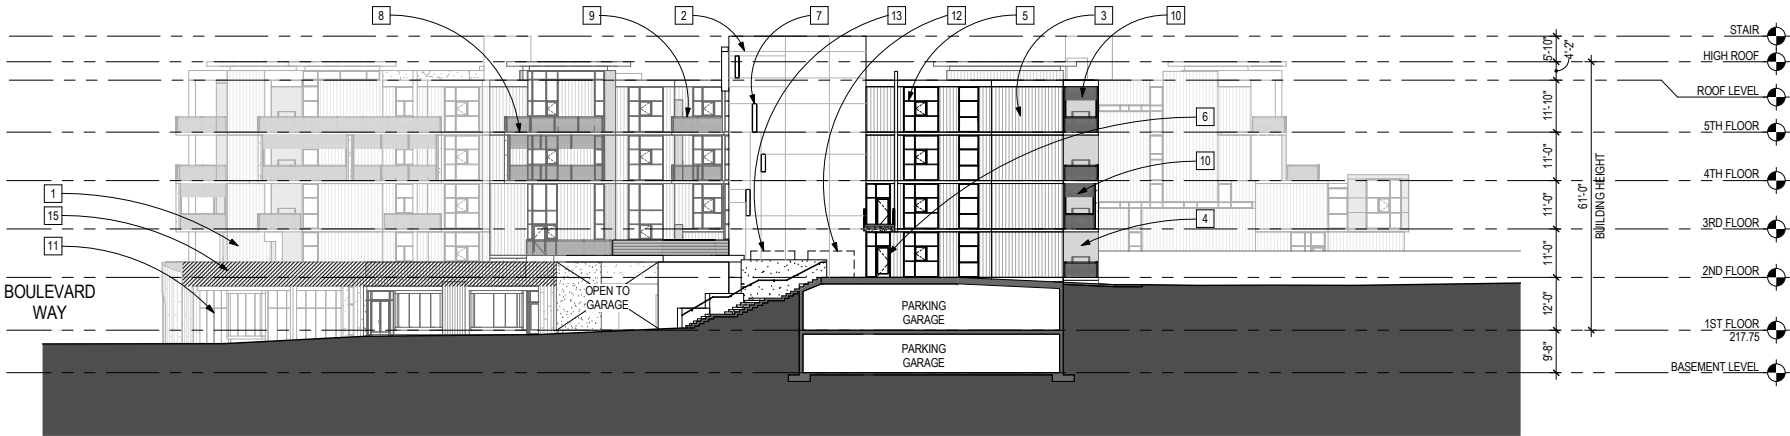 8
9
2
7
13
12
5
3
10
6
10
4
1
15
11
BOULEVARD
WAY
OPEN TO
GARAGE
PARKING
GARAGE
PARKING
GARAGE
STAIR
HIGH ROOF
ROOF LEVEL
5TH FLOOR
4TH FLOOR
3RD FLOOR
2ND FLOOR
1ST FLOOR
217.75
BASEMENT LEVEL
5'-10"
4'-2"
11'-10"
11'-0"
11'-0"
11'-0"
12'-0"
9'-8"
61'-0"
BUILDING HEIGHT